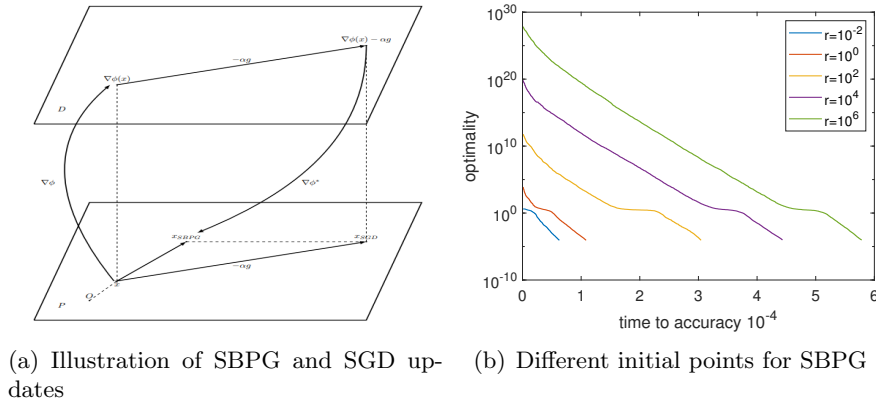 ∇ϕ(x)
−αg
∇ϕ(x) − αg
D
∇ϕ
∇ϕ*
x_SBPG
x_SGD
−αg
x
O
P
(a) Illustration of SBPG and SGD up-
dates
10^30
10^20
10^10
10^0
10^-10
optimality
r=10^-2
r=10^0
r=10^2
r=10^4
r=10^6
0 1 2 3 4 5 6
time to accuracy 10^-4
(b) Different initial points for SBPG